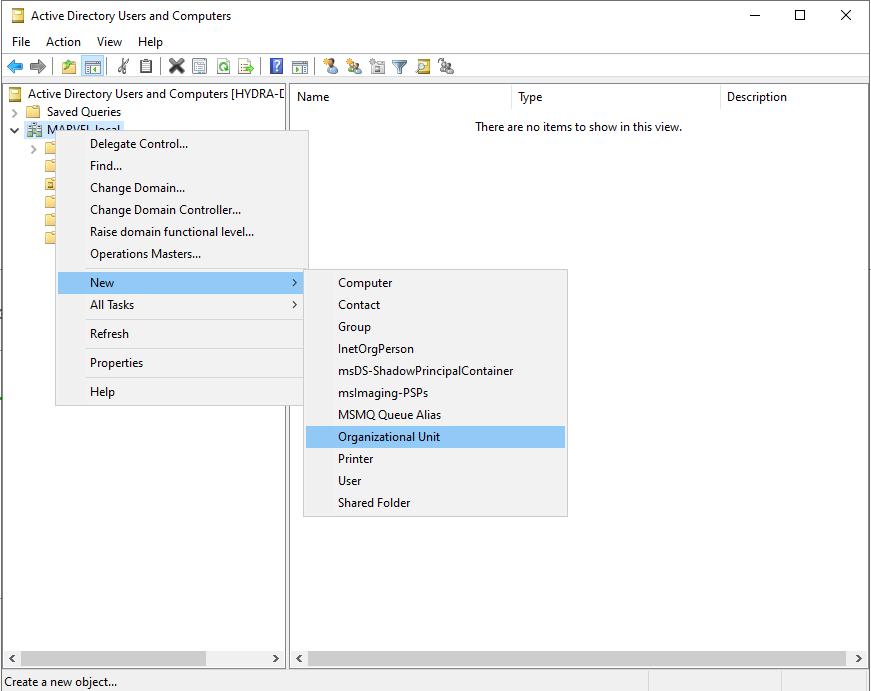 Active Directory Users and Computers
File Action View Help
Active Directory Users and Computers [HYDRA-D
Saved Queries
MARVEL.local
Name Type Description
There are no items to show in this view.
Delegate Control...
Find...
Change Domain...
Change Domain Controller...
Raise domain functional level...
Operations Masters...
New
All Tasks
Refresh
Properties
Help
Computer
Contact
Group
InetOrgPerson
msDS-ShadowPrincipalContainer
msImaging-PSPs
MSMQ Queue Alias
Organizational Unit
Printer
User
Shared Folder
Create a new object...